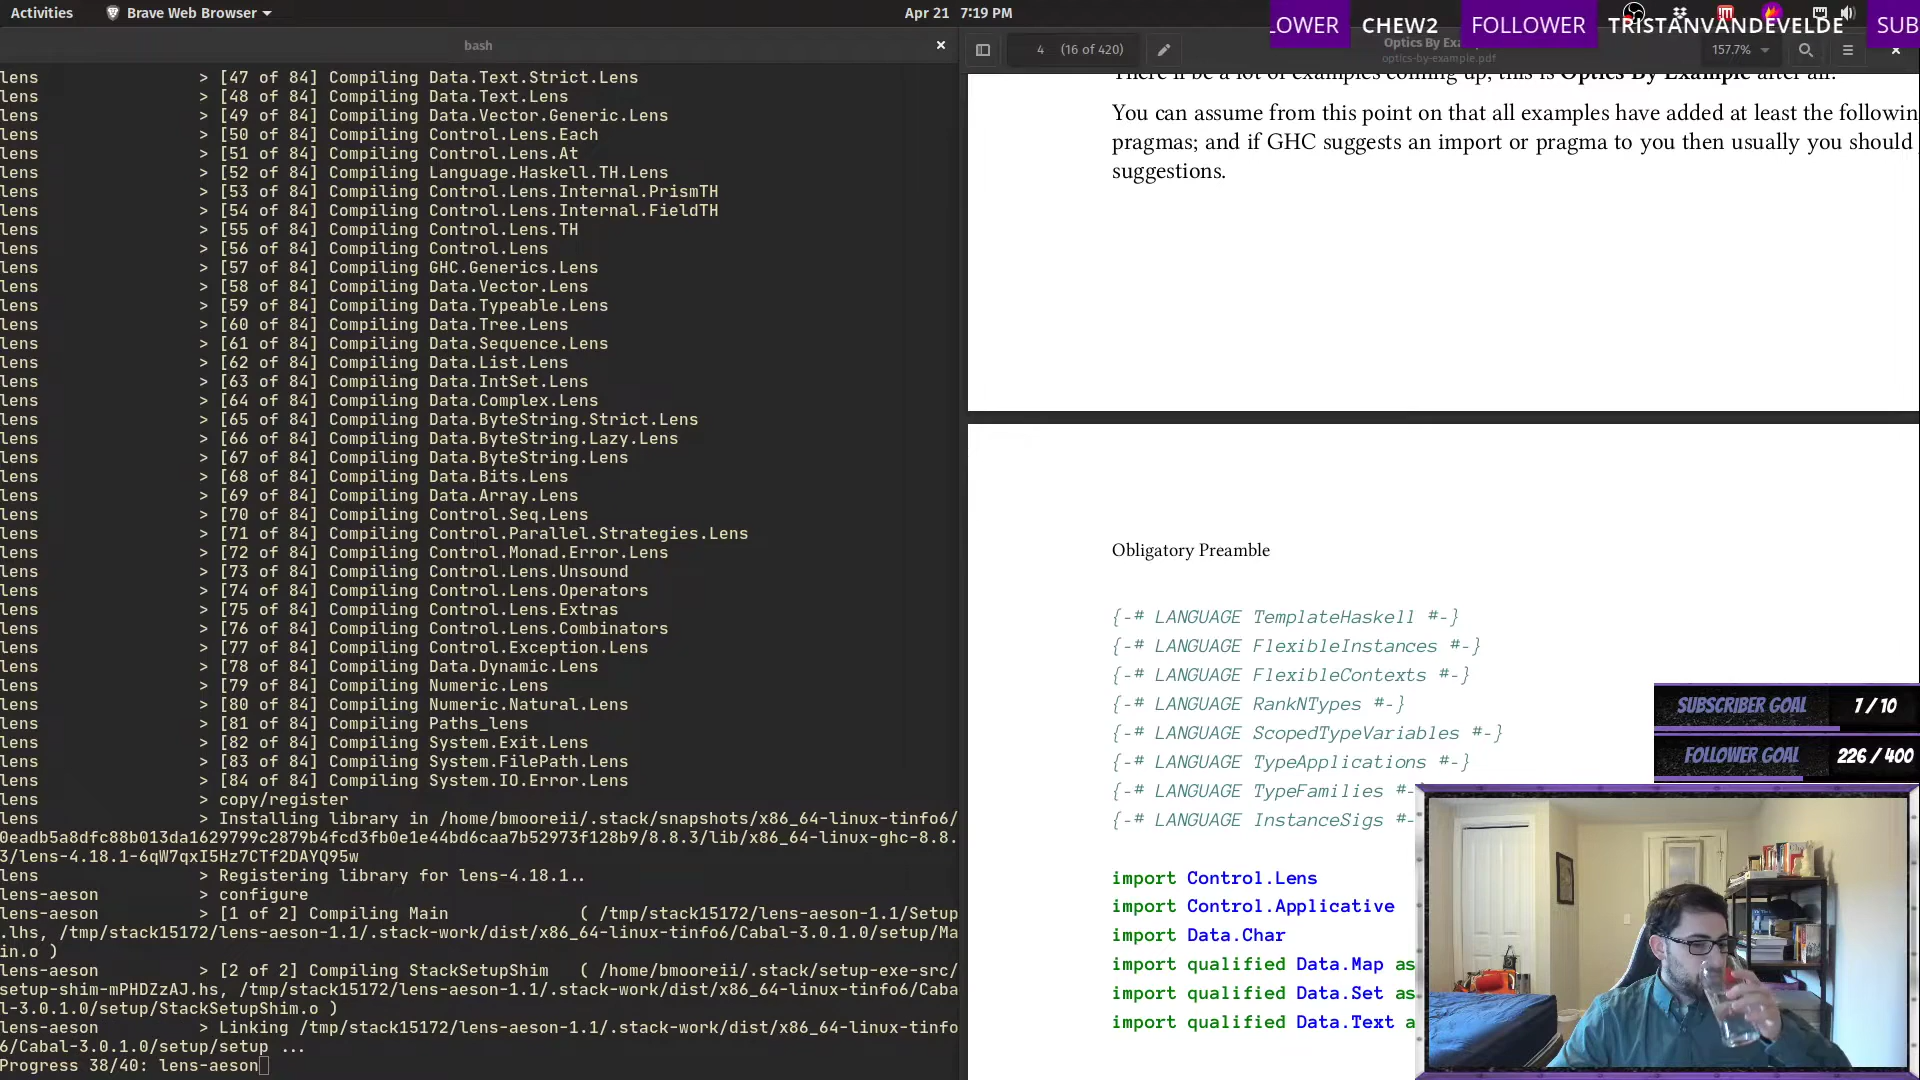 Activities
Brave Web Browser
Apr 21 7:19 PM
LOWER CHEW2 FOLLOWER TRISTANVANDEVELDE SUB
bash
4 (16 of 420)
optics-by-example.pdf
157.7%
lens > [47 of 84] Compiling Data.Text.Strict.Lens
lens > [48 of 84] Compiling Data.Text.Lens
lens > [49 of 84] Compiling Data.Vector.Generic.Lens
lens > [50 of 84] Compiling Control.Lens.Each
lens > [51 of 84] Compiling Control.Lens.At
lens > [52 of 84] Compiling Language.Haskell.TH.Lens
lens > [53 of 84] Compiling Control.Lens.Internal.PrismTH
lens > [54 of 84] Compiling Control.Lens.Internal.FieldTH
lens > [55 of 84] Compiling Control.Lens.TH
lens > [56 of 84] Compiling Control.Lens
lens > [57 of 84] Compiling GHC.Generics.Lens
lens > [58 of 84] Compiling Data.Vector.Lens
lens > [59 of 84] Compiling Data.Typeable.Lens
lens > [60 of 84] Compiling Data.Tree.Lens
lens > [61 of 84] Compiling Data.Sequence.Lens
lens > [62 of 84] Compiling Data.List.Lens
lens > [63 of 84] Compiling Data.IntSet.Lens
lens > [64 of 84] Compiling Data.Complex.Lens
lens > [65 of 84] Compiling Data.ByteString.Strict.Lens
lens > [66 of 84] Compiling Data.ByteString.Lazy.Lens
lens > [67 of 84] Compiling Data.ByteString.Lens
lens > [68 of 84] Compiling Data.Bits.Lens
lens > [69 of 84] Compiling Data.Array.Lens
lens > [70 of 84] Compiling Control.Seq.Lens
lens > [71 of 84] Compiling Control.Parallel.Strategies.Lens
lens > [72 of 84] Compiling Control.Monad.Error.Lens
lens > [73 of 84] Compiling Control.Lens.Unsound
lens > [74 of 84] Compiling Control.Lens.Operators
lens > [75 of 84] Compiling Control.Lens.Extras
lens > [76 of 84] Compiling Control.Lens.Combinators
lens > [77 of 84] Compiling Control.Exception.Lens
lens > [78 of 84] Compiling Data.Dynamic.Lens
lens > [79 of 84] Compiling Numeric.Lens
lens > [80 of 84] Compiling Numeric.Natural.Lens
lens > [81 of 84] Compiling Paths_lens
lens > [82 of 84] Compiling System.Exit.Lens
lens > [83 of 84] Compiling System.FilePath.Lens
lens > [84 of 84] Compiling System.IO.Error.Lens
lens > copy/register
lens > Installing library in /home/bmooreii/.stack/snapshots/x86_64-linux-tinfo6/
0eadb5a8dfc88b013da1629799c2879b4fcd3fb0e1e44bd6caa7b52973f128b9/8.8.3/lib/x86_64-linux-ghc-8.8.
3/lens-4.18.1-6qW7qxI5Hz7CTf2DAYQ95w
lens > Registering library for lens-4.18.1..
lens-aeson > configure
lens-aeson > [1 of 2] Compiling Main ( /tmp/stack15172/lens-aeson-1.1/Setup
.lhs, /tmp/stack15172/lens-aeson-1.1/.stack-work/dist/x86_64-linux-tinfo6/Cabal-3.0.1.0/setup/Ma
in.o )
lens-aeson > [2 of 2] Compiling StackSetupShim ( /home/bmooreii/.stack/setup-exe-src/
setup-shim-mPHDZzAJ.hs, /tmp/stack15172/lens-aeson-1.1/.stack-work/dist/x86_64-linux-tinfo6/Caba
l-3.0.1.0/setup/StackSetupShim.o )
lens-aeson > Linking /tmp/stack15172/lens-aeson-1.1/.stack-work/dist/x86_64-linux-tinfo
6/Cabal-3.0.1.0/setup/setup ...
Progress 38/40: lens-aeson
There'll be a lot of examples coming up, this is Optics By Example after all.
You can assume from this point on that all examples have added at least the followin
pragmas; and if GHC suggests an import or pragma to you then usually you should
suggestions.
Obligatory Preamble
{-# LANGUAGE TemplateHaskell #-}
{-# LANGUAGE FlexibleInstances #-}
{-# LANGUAGE FlexibleContexts #-}
{-# LANGUAGE RankNTypes #-}
{-# LANGUAGE ScopedTypeVariables #-}
{-# LANGUAGE TypeApplications #-}
{-# LANGUAGE TypeFamilies #-
{-# LANGUAGE InstanceSigs #-
import Control.Lens
import Control.Applicative
import Data.Char
import qualified Data.Map as
import qualified Data.Set as
import qualified Data.Text a
SUBSCRIBER GOAL 7 / 10
FOLLOWER GOAL 226 / 400